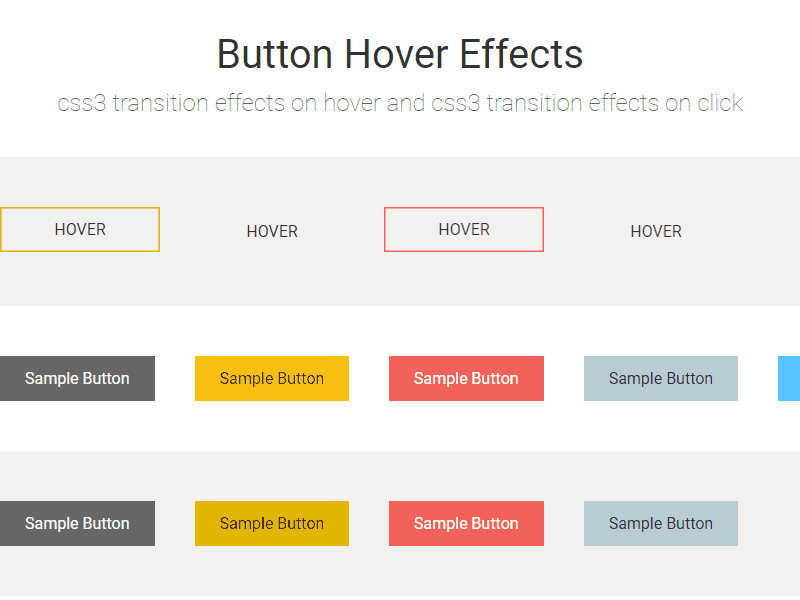 Button Hover Effects
css3 transition effects on hover and css3 transition effects on click
HOVER HOVER HOVER HOVER
Sample Button Sample Button Sample Button Sample Button
Sample Button Sample Button Sample Button Sample Button